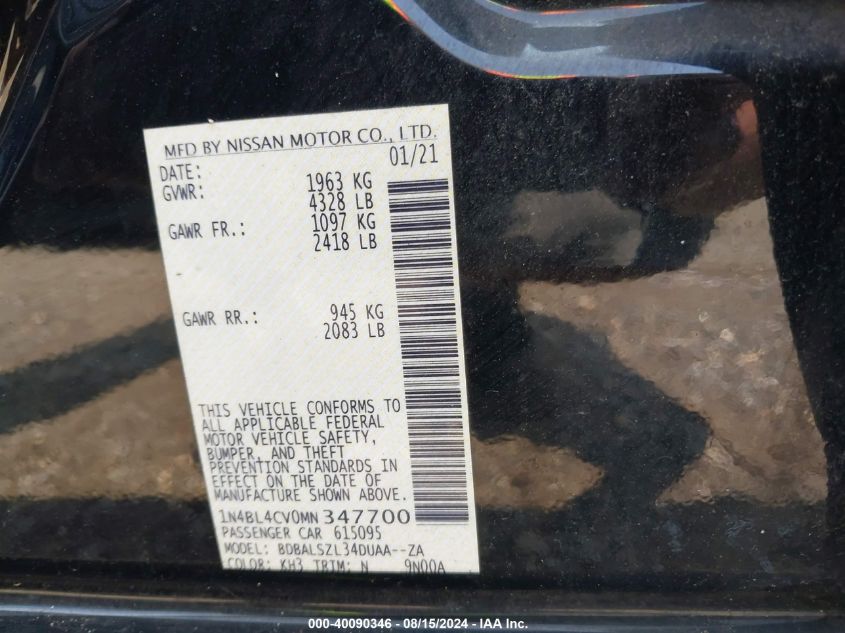 MFD BY NISSAN MOTOR CO., LTD.
DATE: 01/21
GVWR: 1963 KG
4328 LB
GAWR FR.: 1097 KG
2418 LB
GAWR RR.: 945 KG
2083 LB
THIS VEHICLE CONFORMS TO
ALL APPLICABLE FEDERAL
MOTOR VEHICLE SAFETY,
BUMPER, AND THEFT
PREVENTION STANDARDS IN
EFFECT ON THE DATE OF
MANUFACTURE SHOWN ABOVE.
1N4BL4CV0MN 347700
PASSENGER CAR 615095
MODEL: BDBALSZL34DUAA--ZA
COLOR: KH3 TRIM: N 9N00A
000-40090346 - 08/15/2024 - IAA Inc.